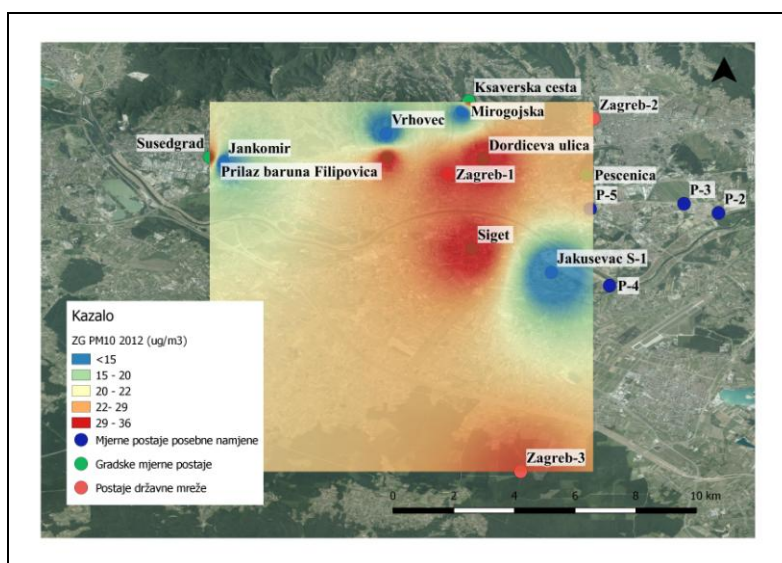 Ksaverska cesta
Zagreb-2
Mirogojska
Vrhovec
Susedgrad
Jankomir
Dordiceva ulica
Prilaz baruna Filipovica
Zagreb-1
Pescenica
P-5
P-3
P-2
Siget
Jakusevac S-1
P-4
Kazalo
ZG PM10 2012 (ug/m3)
<15
15 - 20
20 - 22
22- 29
29 - 36
Mjerne postaje posebne namjene
Gradske mjerne postaje
Postaje državne mreže
Zagreb-3
0 2 4 6 8 10 km